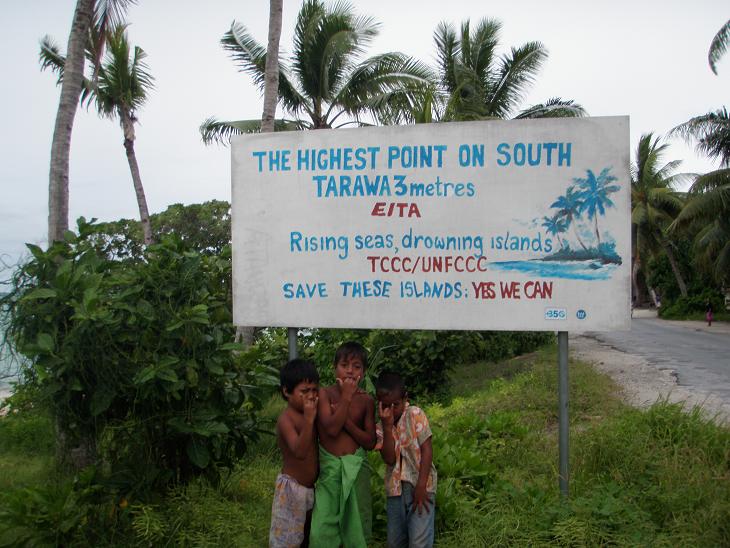 THE HIGHEST POINT ON SOUTH
TARAWA 3 metres
EITA
Rising seas, drowning islands
TCCC/UNFCCC
SAVE THESE ISLANDS: YES WE CAN
350